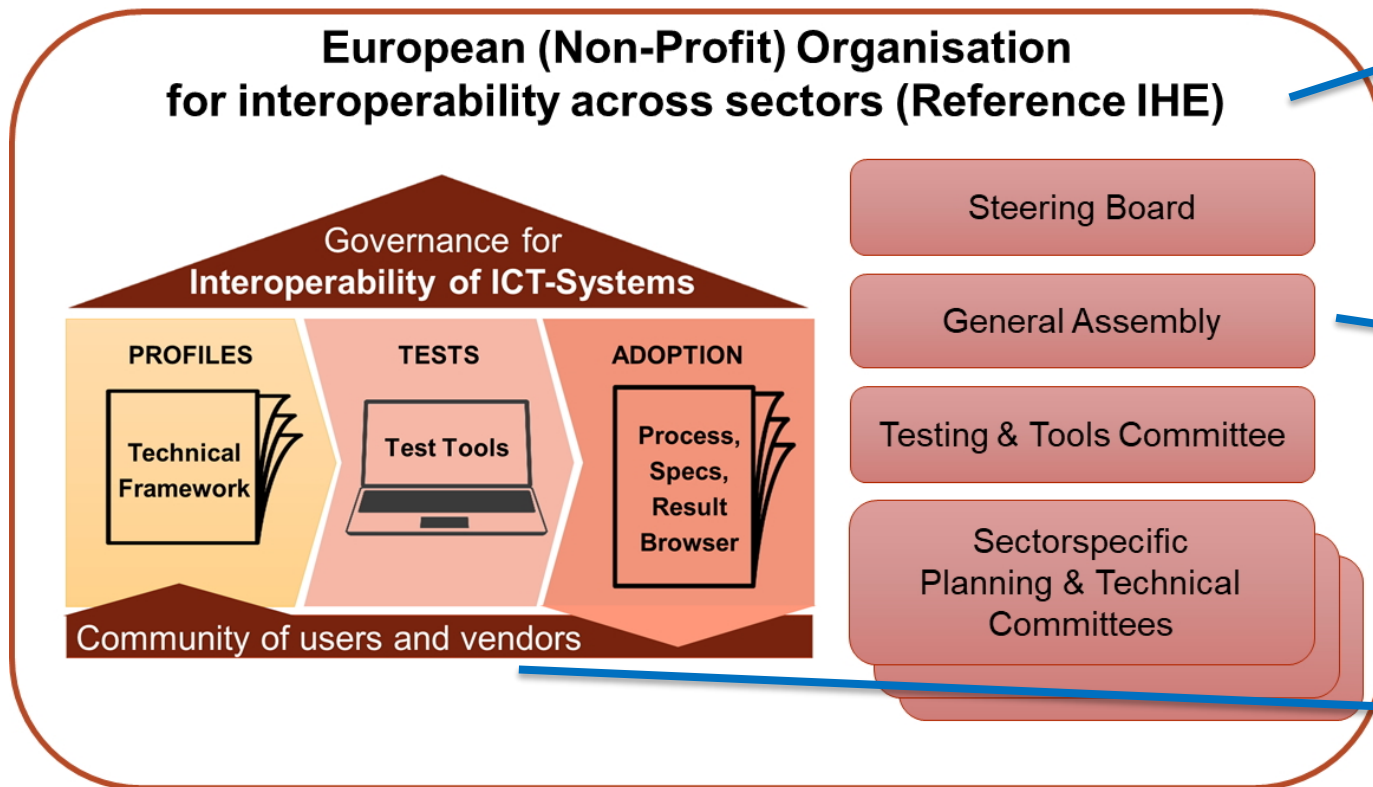 European (Non-Profit) Organisation
for interoperability across sectors (Reference IHE)
Governance for
Interoperability of ICT-Systems
PROFILES
Technical
Framework
TESTS
Test Tools
ADOPTION
Process,
Specs,
Result
Browser
Community of users and vendors
Steering Board
General Assembly
Testing & Tools Committee
Sectorspecific
Planning & Technical
Committees